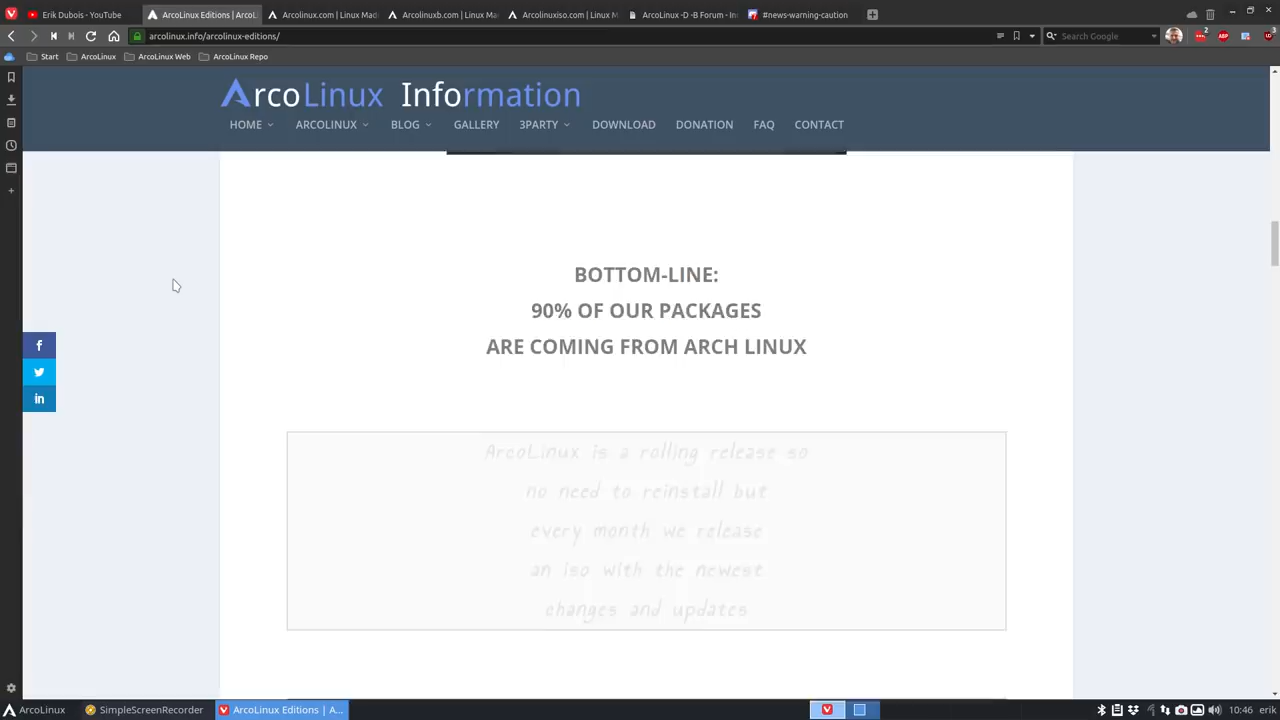 Erik Dubois - YouTube
ArcoLinux Editions | ArcoL
Arcolinux.com | Linux Mad
Arcolinuxb.com | Linux Ma
Arcolinuxiso.com | Linux M
ArcoLinux -D -B Forum - In
#news-warning-caution
arcolinux.info/arcolinux-editions/
Search Google
2
ABP
Start
ArcoLinux
ArcoLinux Web
ArcoLinux Repo
ArcoLinux Information
HOME
ARCOLINUX
BLOG
GALLERY
3PARTY
DOWNLOAD
DONATION
FAQ
CONTACT
BOTTOM-LINE:
90% OF OUR PACKAGES
ARE COMING FROM ARCH LINUX
ArcoLinux is a rolling release so
no need to reinstall but
every month we release
an iso with the newest
changes and updates
ArcoLinux
SimpleScreenRecorder
ArcoLinux Editions | A...
10:46 erik